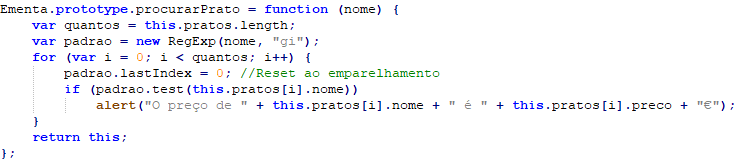 Ementa.prototype.procurarPrato = function (nome) {
    var quantos = this.pratos.length;
    var padrao = new RegExp(nome, "gi");
    for (var i = 0; i < quantos; i++) {
        padrao.lastIndex = 0; //Reset ao emparelhamento
        if (padrao.test(this.pratos[i].nome))
            alert("O preço de " + this.pratos[i].nome + " é " + this.pratos[i].preco + "€");
    }
    return this;
};